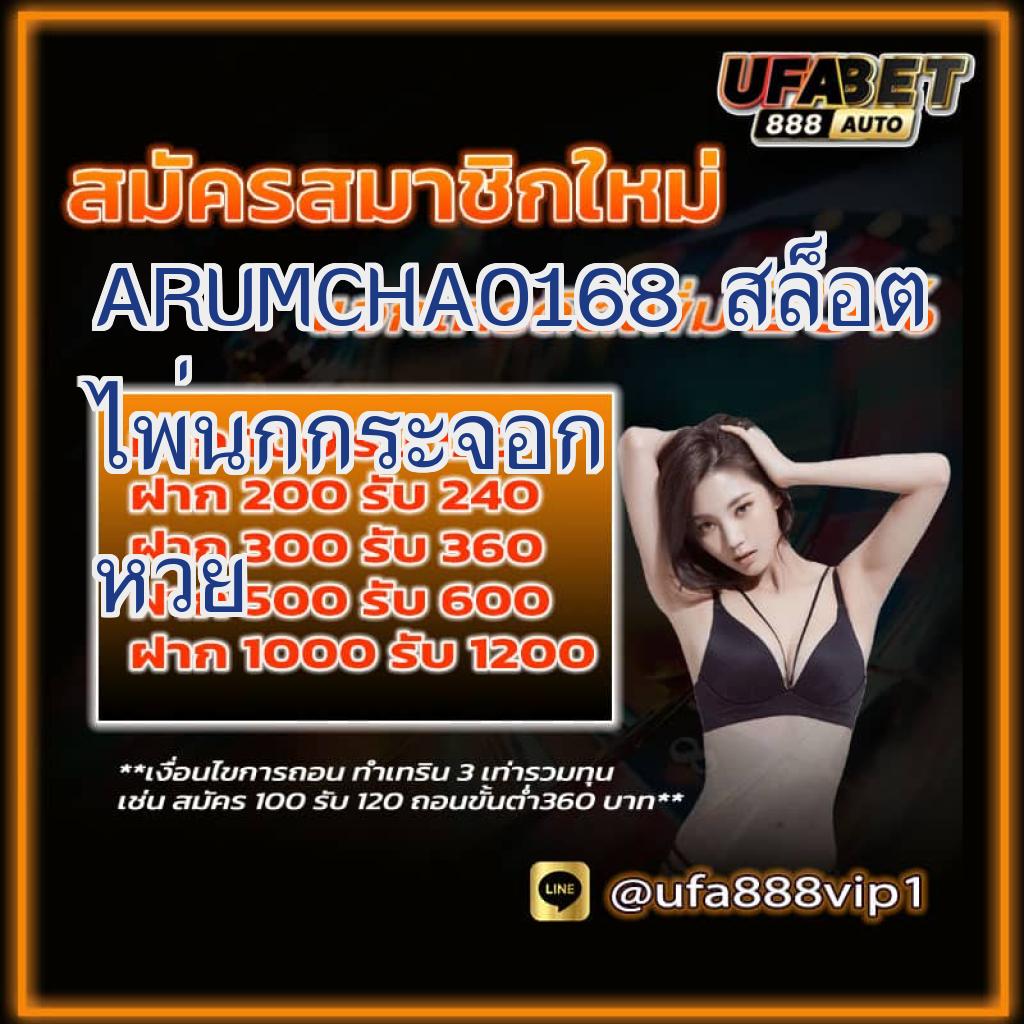 UFABET
888 AUTO
สมัครสมาชิกใหม่
ARUMCHAO168 สล็อต
ไพ่นกกระจอก
ฝาก 200 รับ 240
ฝาก 300 รับ 360
หวย
500 รับ 600
ฝาก 1000 รับ 1200
**เงื่อนไขการถอน ทำเทริน 3 เท่ารวมทุน
เช่น สมัคร 100 รับ 120 ถอนขั้นต่ำ360 บาท**
LINE @ufa888vip1